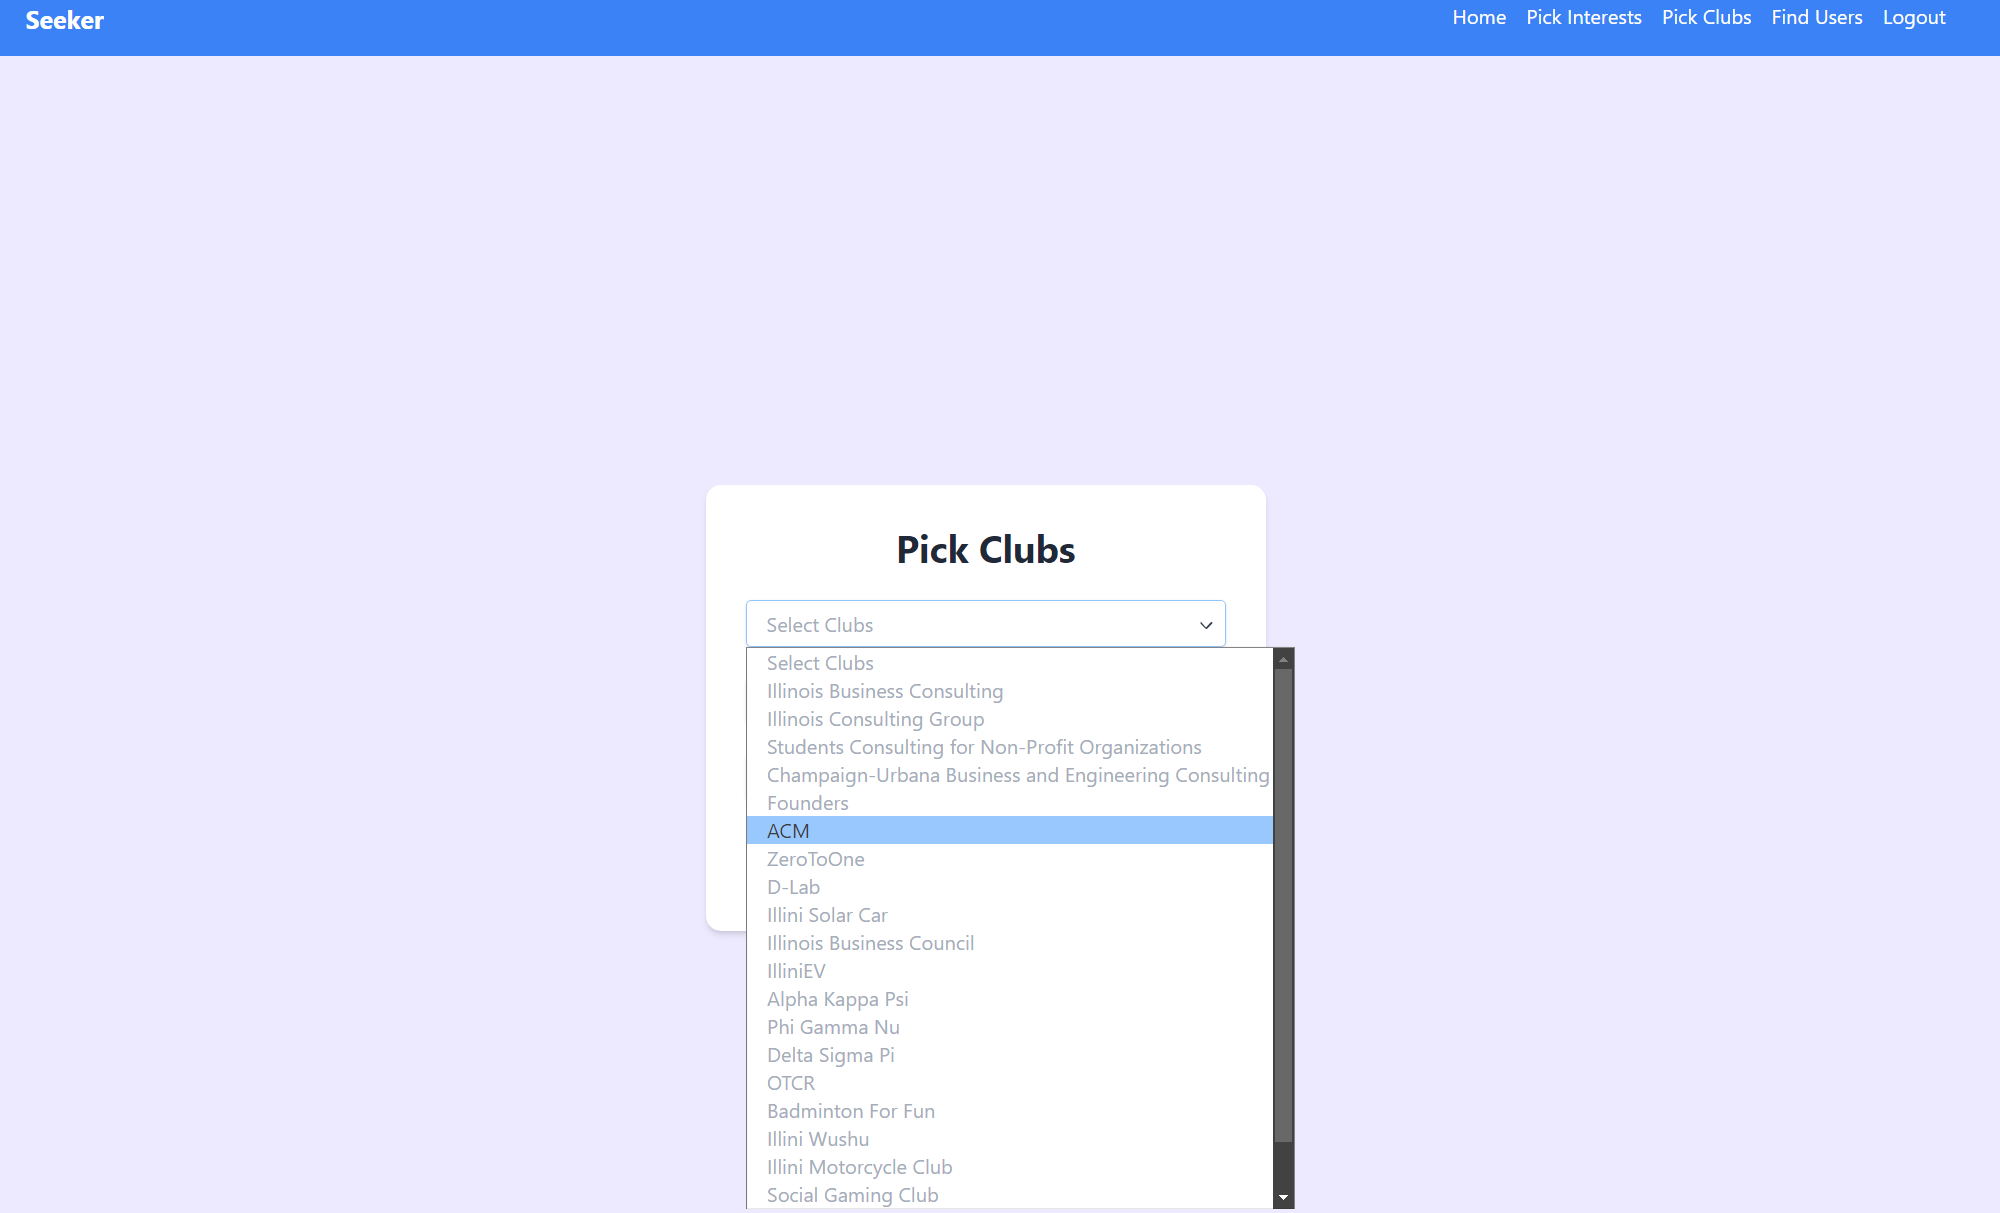 Seeker
Home Pick Interests Pick Clubs Find Users Logout
Pick Clubs
Select Clubs
Select Clubs
Illinois Business Consulting
Illinois Consulting Group
Students Consulting for Non-Profit Organizations
Champaign-Urbana Business and Engineering Consulting
Founders
ACM
ZeroToOne
D-Lab
Illini Solar Car
Illinois Business Council
IlliniEV
Alpha Kappa Psi
Phi Gamma Nu
Delta Sigma Pi
OTCR
Badminton For Fun
Illini Wushu
Illini Motorcycle Club
Social Gaming Club